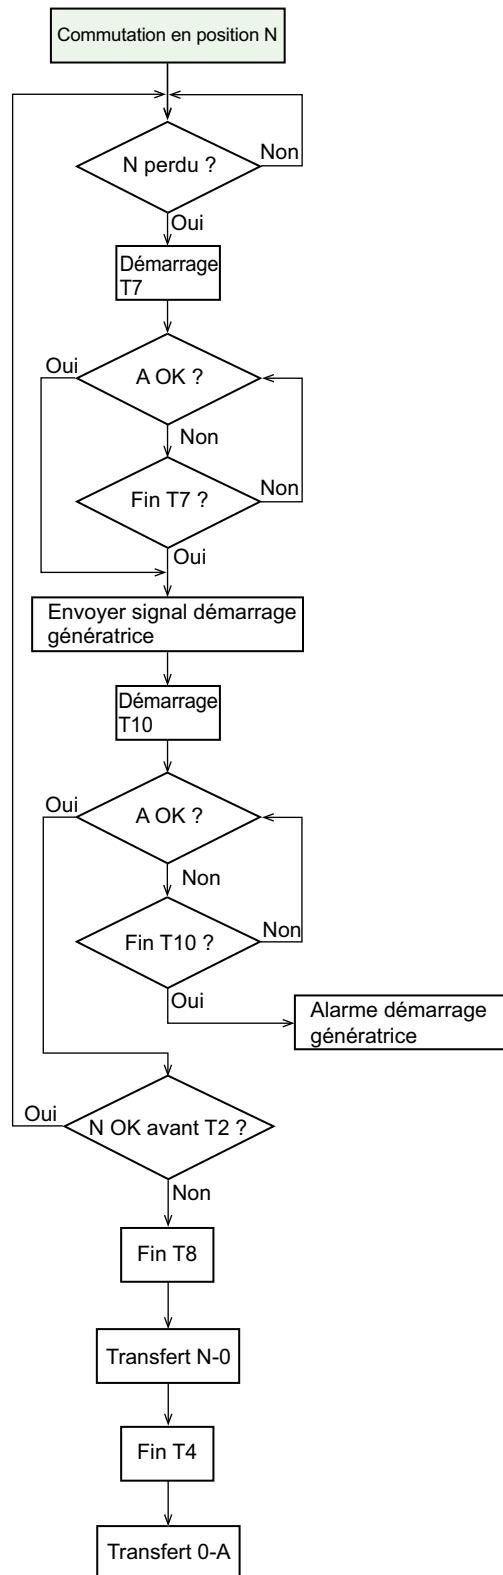 Commutation en position N
N perdu ?
Non
Oui
Démarrage
T7
Oui
A OK ?
Non
Fin T7 ?
Non
Oui
Envoyer signal démarrage
génératrice
Démarrage
T10
Oui
A OK ?
Non
Fin T10 ?
Non
Oui
Alarme démarrage
génératrice
Oui
N OK avant T2 ?
Non
Fin T8
Transfert N-0
Fin T4
Transfert 0-A